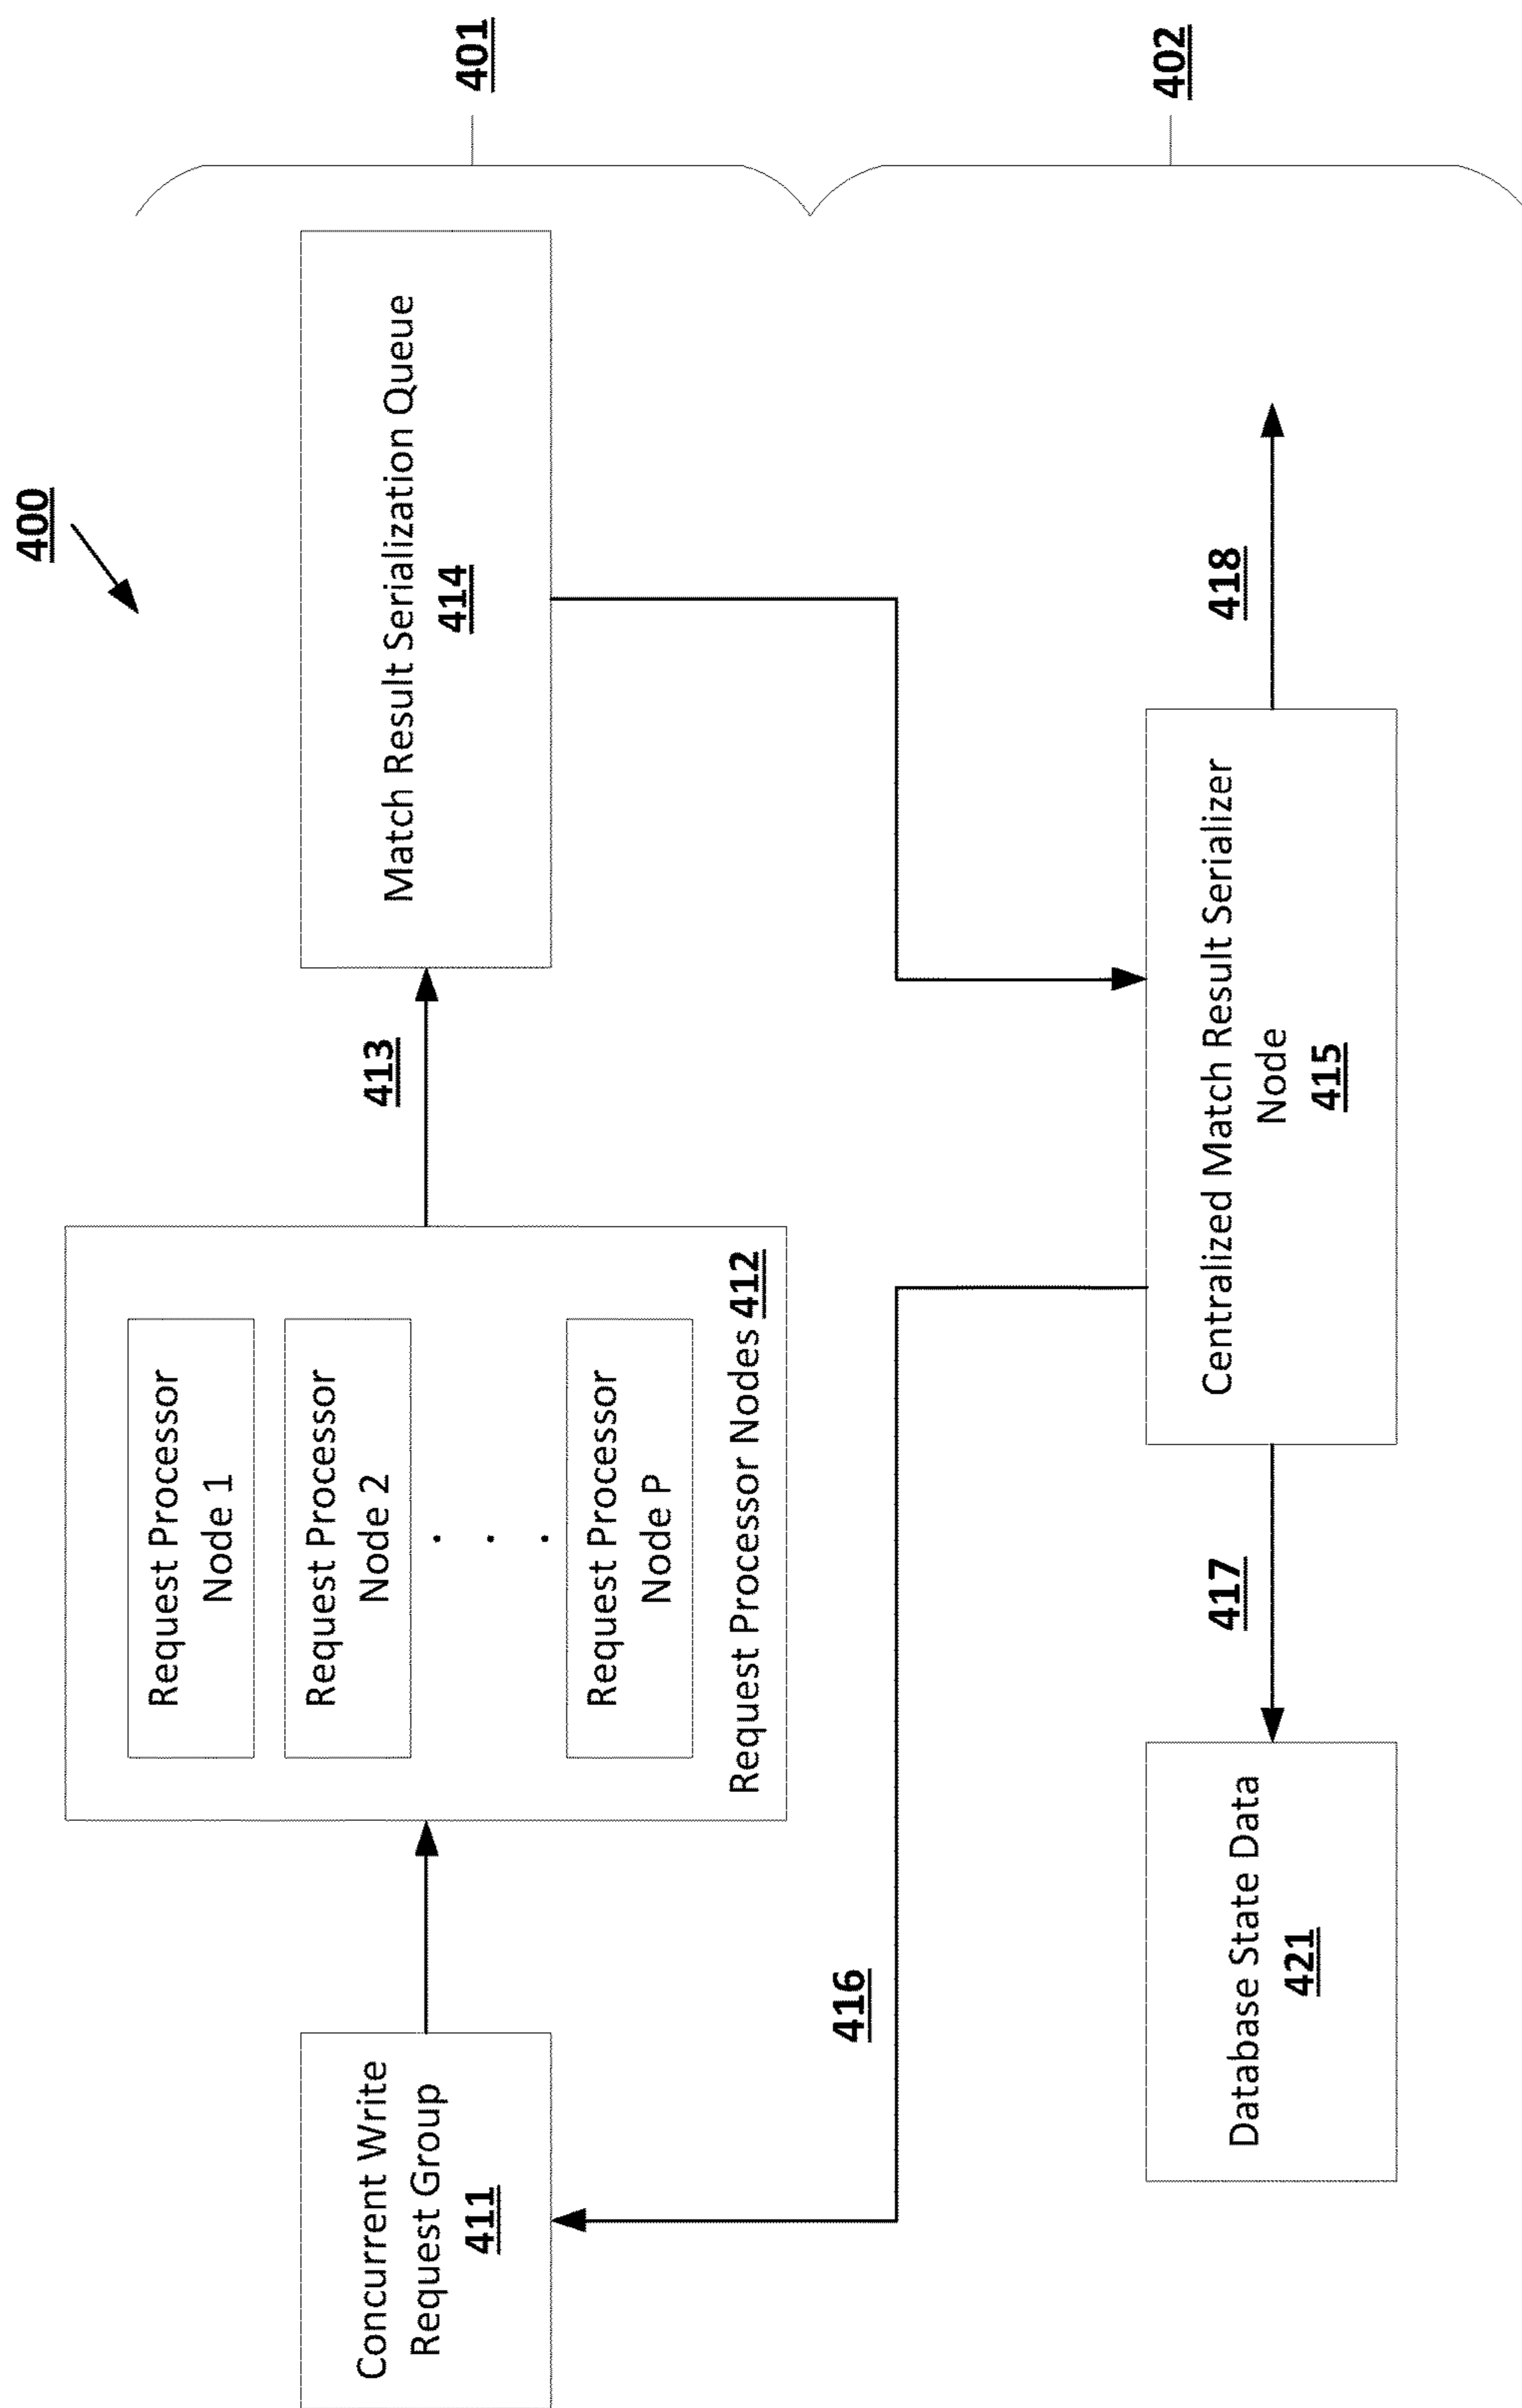 400
401
Concurrent Write
Request Group
411
Request Processor
Node 1
Request Processor
Node 2
. . .
Request Processor
Node P
Request Processor Nodes 412
413
Match Result Serialization Queue
414
402
416
Database State Data
421
417
Centralized Match Result Serializer
Node
415
418